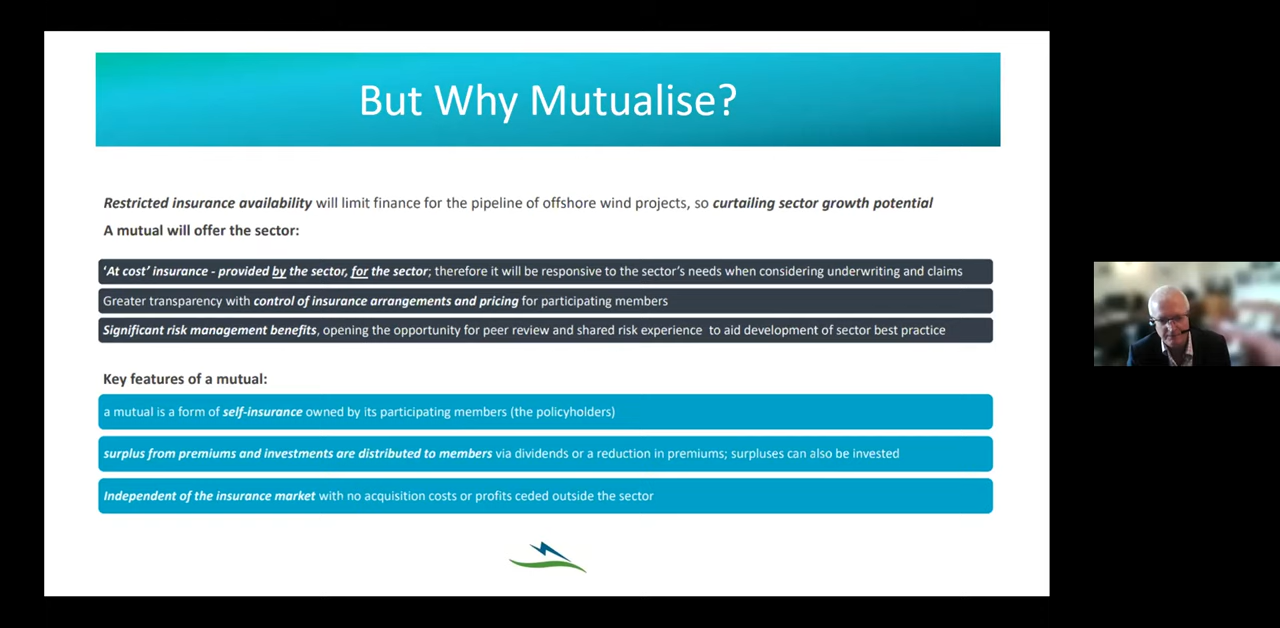 But Why Mutualise?
Restricted insurance availability will limit finance for the pipeline of offshore wind projects, so curtailing sector growth potential
A mutual will offer the sector:
'At cost' insurance - provided by the sector, for the sector; therefore it will be responsive to the sector's needs when considering underwriting and claims
Greater transparency with control of insurance arrangements and pricing for participating members
Significant risk management benefits, opening the opportunity for peer review and shared risk experience to aid development of sector best practice
Key features of a mutual:
a mutual is a form of self-insurance owned by its participating members (the policyholders)
surplus from premiums and investments are distributed to members via dividends or a reduction in premiums; surpluses can also be invested
Independent of the insurance market with no acquisition costs or profits ceded outside the sector